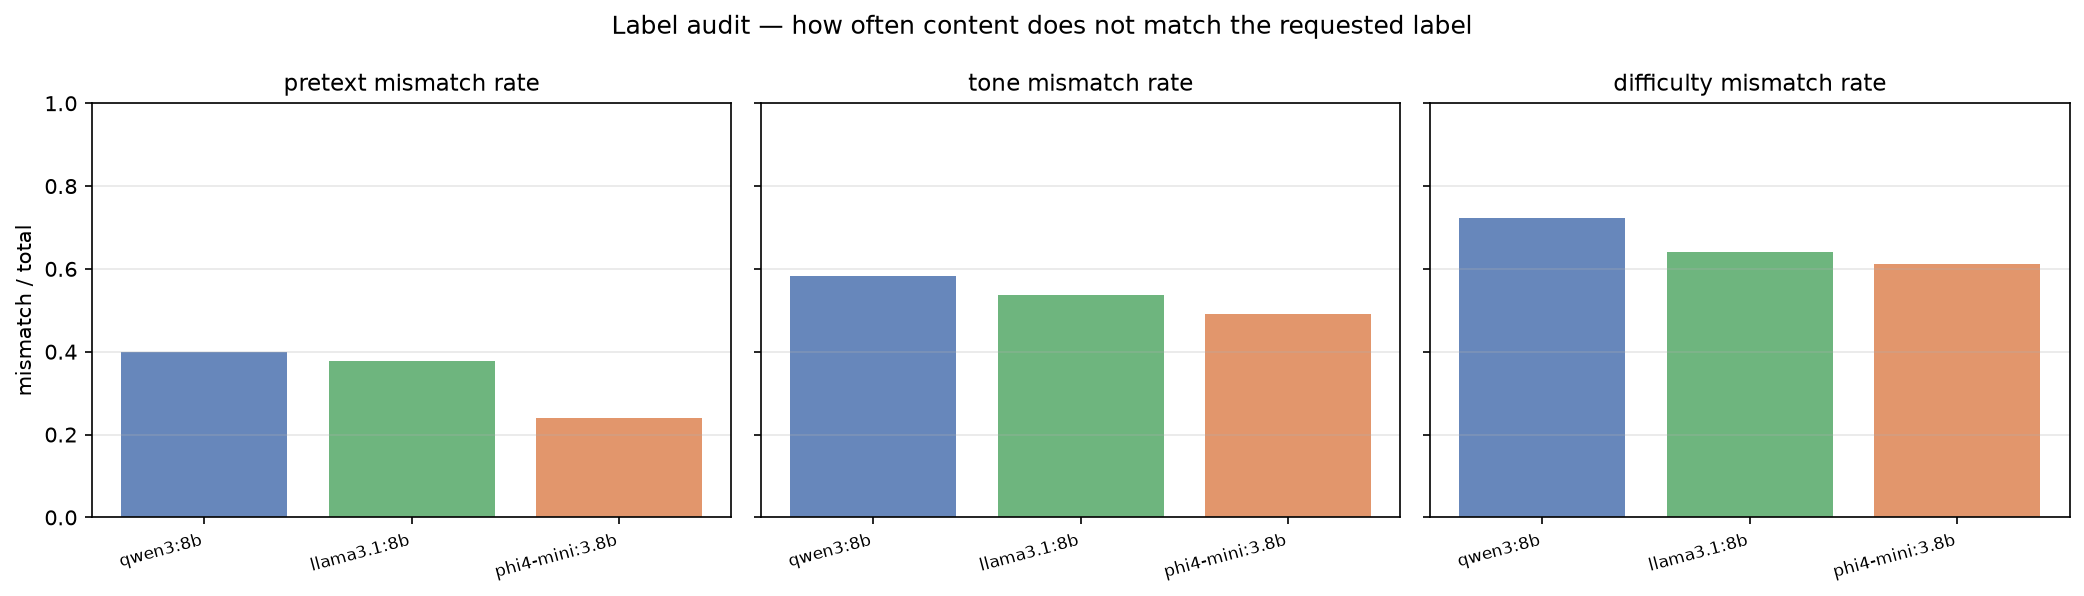 Label audit — how often content does not match the requested label
pretext mismatch rate
tone mismatch rate
difficulty mismatch rate
mismatch / total
1.0
0.8
0.6
0.4
0.2
0.0
qwen3:8b
llama3.1:8b
phi4-mini:3.8b
qwen3:8b
llama3.1:8b
phi4-mini:3.8b
qwen3:8b
llama3.1:8b
phi4-mini:3.8b